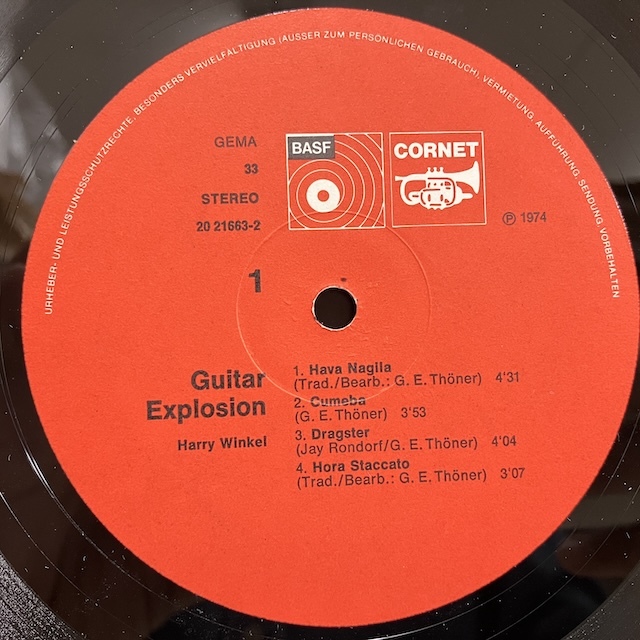 URHEBER- UND LEISTUNGSSCHUTZRECHTE, BESONDERS VERVIELFÄLTIGUNG (AUSSER ZUM PERSÖNLICHEN GEBRAUCH), VERMIETUNG, AUFFÜHRUNG, SENDUNG, VORBEHALTEN
GEMA
33
STEREO
20 21663-2
BASF
CORNET
Ⓟ 1974
1
Guitar
Explosion
Harry Winkel
1. Hava Nagila
(Trad./Bearb.: G. E. Thöner) 4'31
2. Cumeba
(G. E. Thöner) 3'53
3. Dragster
(Jay Rondorf/G. E. Thöner) 4'04
4. Hora Staccato
(Trad./Bearb.: G. E. Thöner) 3'07